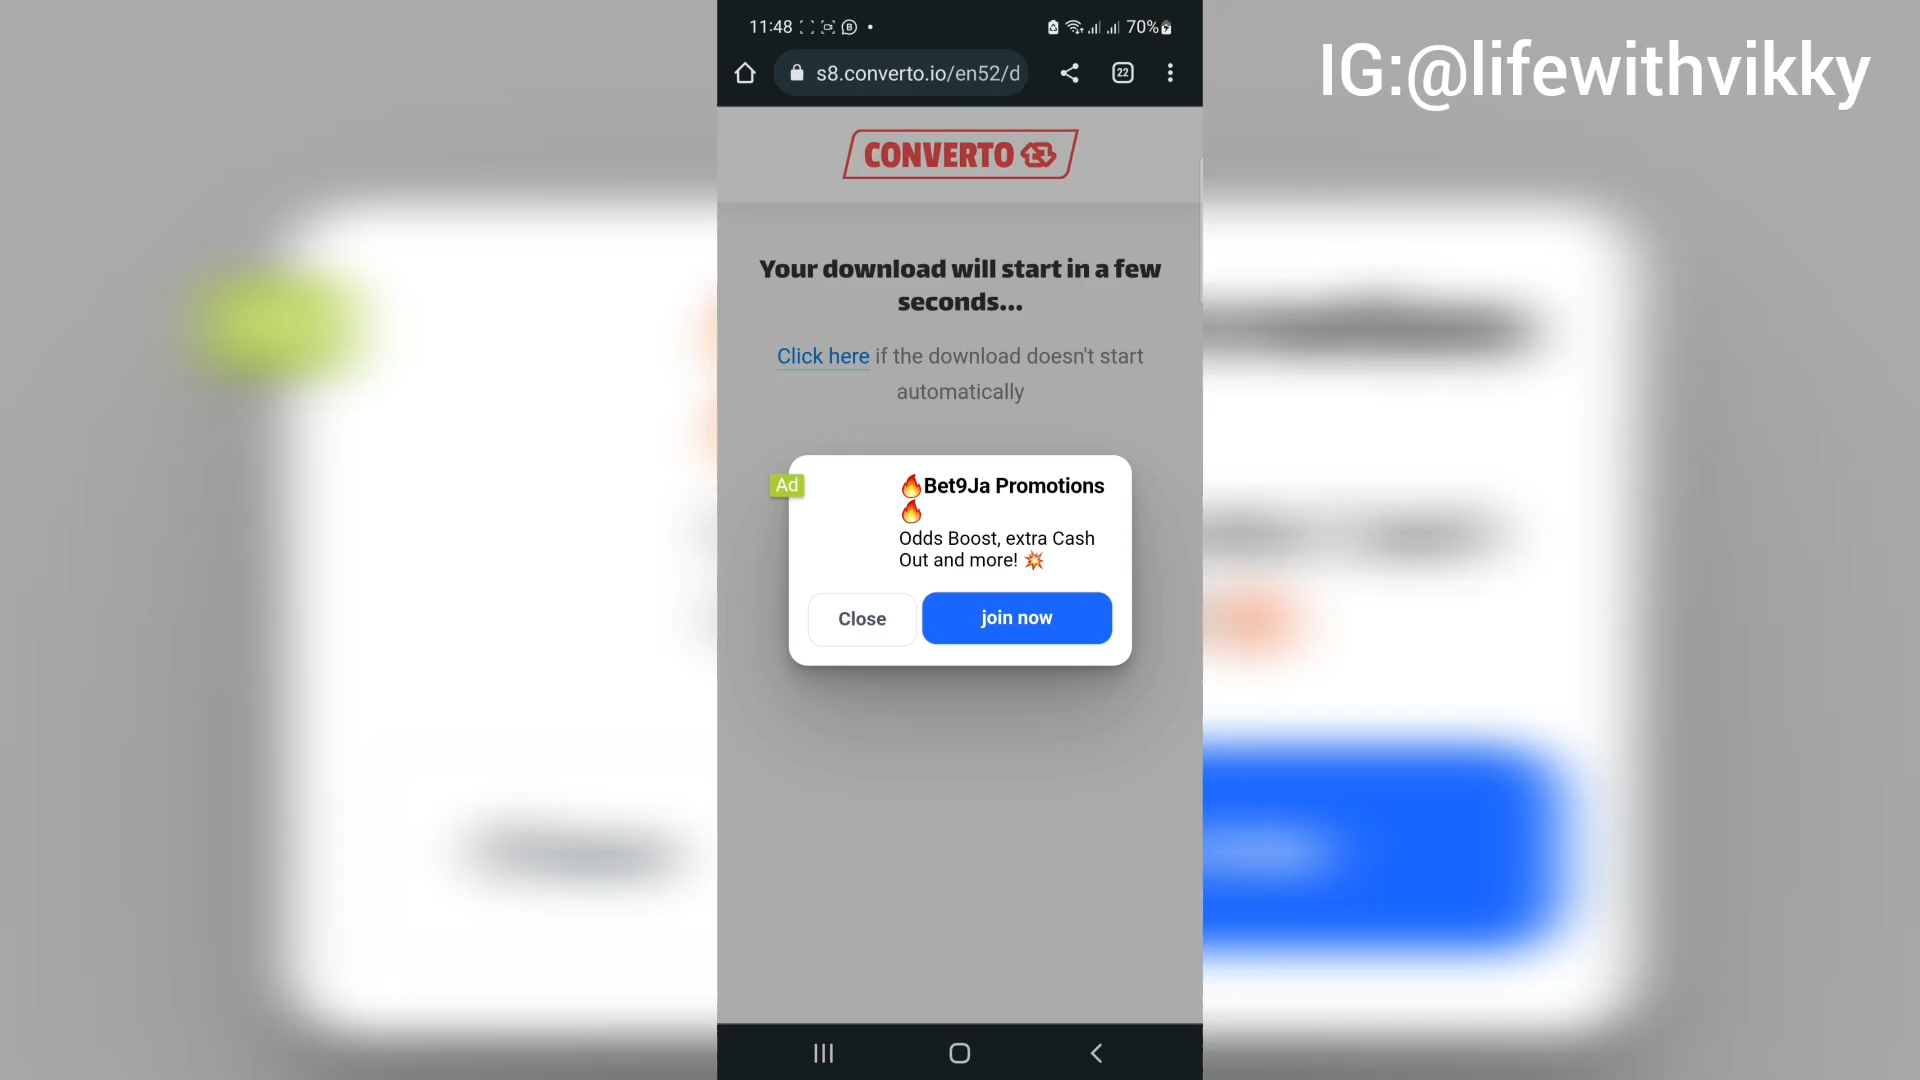 11:48
70%
IG:@lifewithvikky
s8.converto.io/en52/d
22
CONVERTO
Your download will start in a few
seconds...
Click here if the download doesn't start
automatically
Ad
🔥Bet9Ja Promotions
🔥
Odds Boost, extra Cash
Out and more! 💥
Close
join now